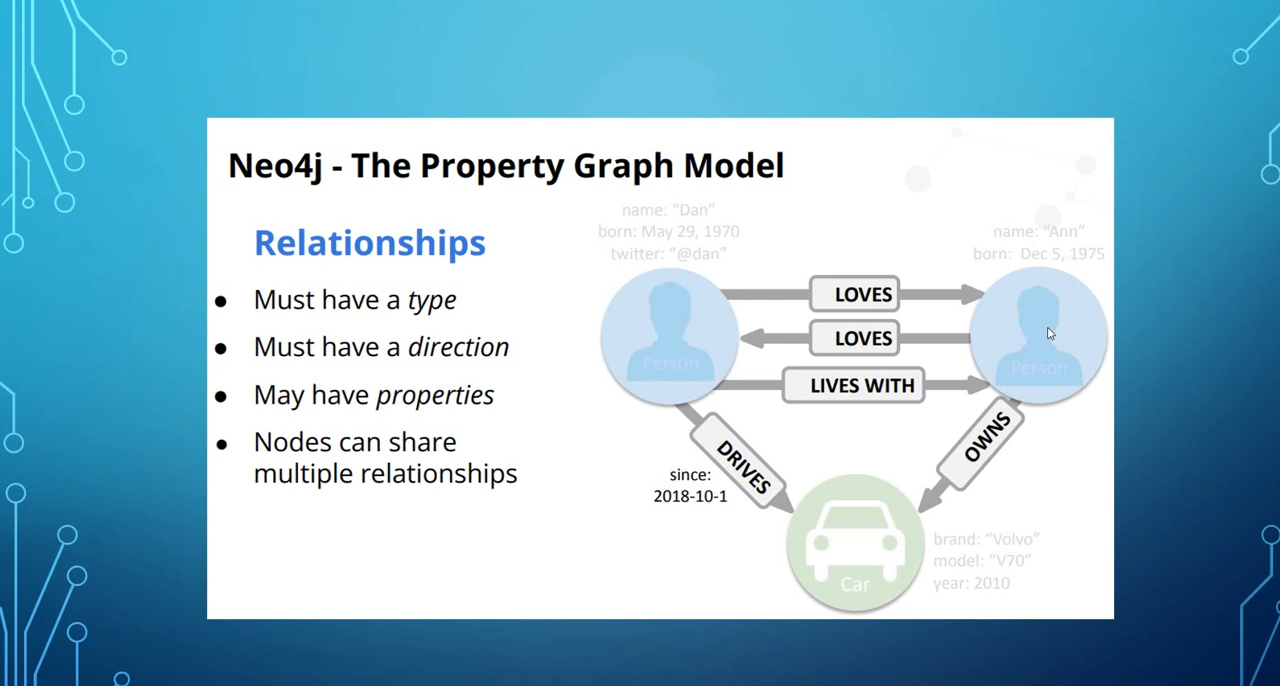 Neo4j - The Property Graph Model
Relationships
● Must have a type
● Must have a direction
● May have properties
● Nodes can share
multiple relationships
name: “Dan”
born: May 29, 1970
twitter: “@dan”
name: “Ann”
born: Dec 5, 1975
LOVES
LOVES
LIVES WITH
Person
Person
DRIVES
OWNS
since:
2018-10-1
Car
brand: “Volvo”
model: “V70”
year: 2010